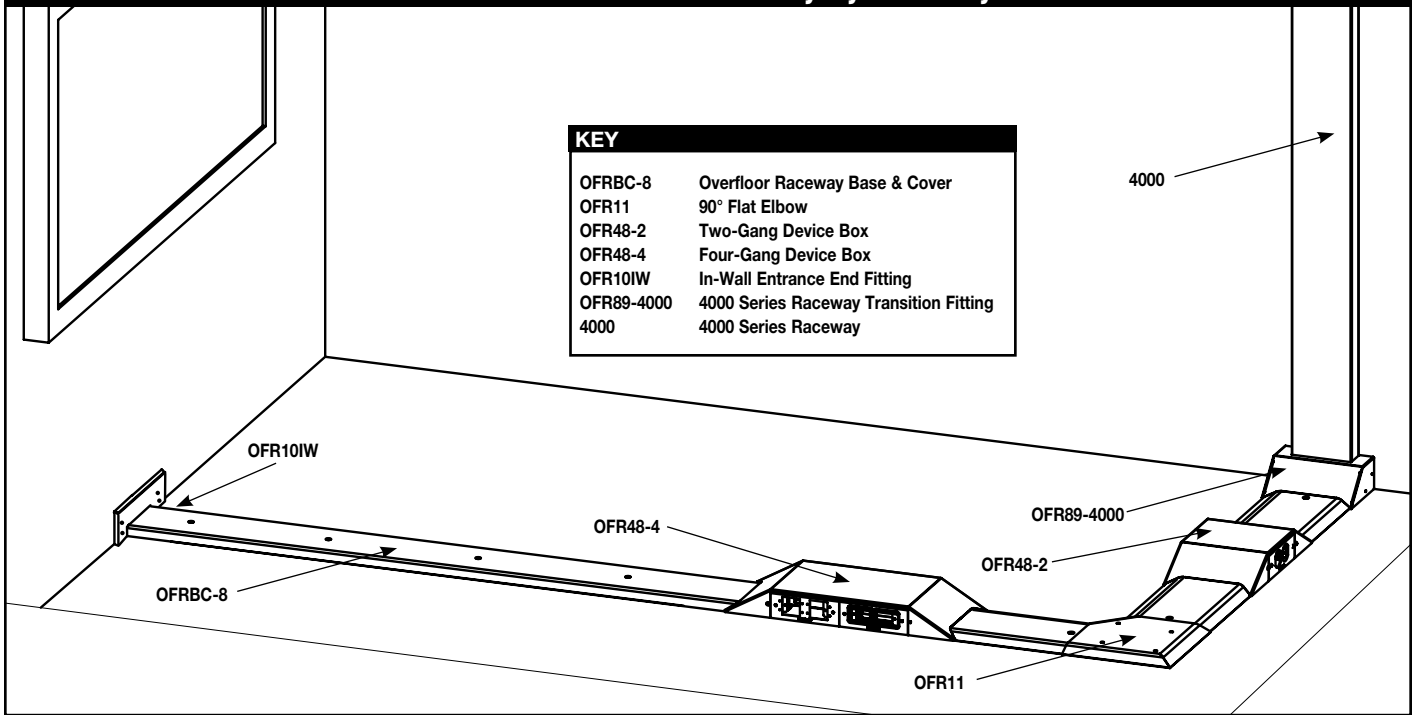 KEY
OFRBC-8 Overfloor Raceway Base & Cover
OFR11 90° Flat Elbow
OFR48-2 Two-Gang Device Box
OFR48-4 Four-Gang Device Box
OFR10IW In-Wall Entrance End Fitting
OFR89-4000 4000 Series Raceway Transition Fitting
4000 4000 Series Raceway
4000
OFR10IW
OFR89-4000
OFR48-4
OFR48-2
OFRBC-8
OFR11